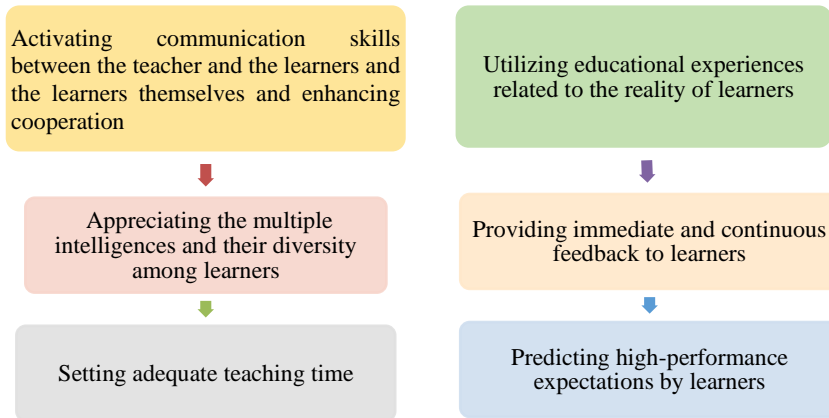 Activating communication skills
between the teacher and the learners and
the learners themselves and enhancing
cooperation
Utilizing educational experiences
related to the reality of learners
Appreciating the multiple
intelligences and their diversity
among learners
Providing immediate and continuous
feedback to learners
Setting adequate teaching time
Predicting high-performance
expectations by learners